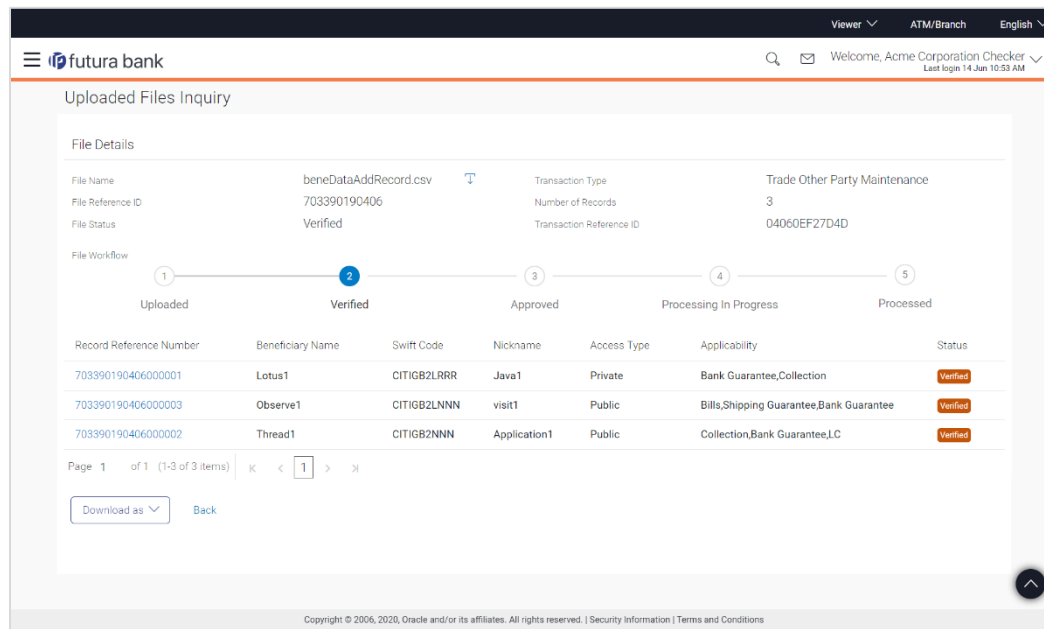 Viewer ATM/Branch English
futura bank Welcome, Acme Corporation Checker
Last login 14 Jun 10:53 AM
Uploaded Files Inquiry
File Details
File Name beneDataAddRecord.csv Transaction Type Trade Other Party Maintenance
File Reference ID 703390190406 Number of Records 3
File Status Verified Transaction Reference ID 04060EF27D4D
File Workflow
1 2 3 4 5
Uploaded Verified Approved Processing In Progress Processed
Record Reference Number Beneficiary Name Swift Code Nickname Access Type Applicability Status
703390190406000001 Lotus1 CITIGB2LRRR Java1 Private Bank Guarantee,Collection Verified
703390190406000003 Observe1 CITIGB2LNNN visit1 Public Bills,Shipping Guarantee,Bank Guarantee Verified
703390190406000002 Thread1 CITIGB2NNN Application1 Public Collection,Bank Guarantee,LC Verified
Page 1 of 1 (1-3 of 3 items) 1
Download as Back
Copyright © 2006, 2020, Oracle and/or its affiliates. All rights reserved. | Security Information | Terms and Conditions